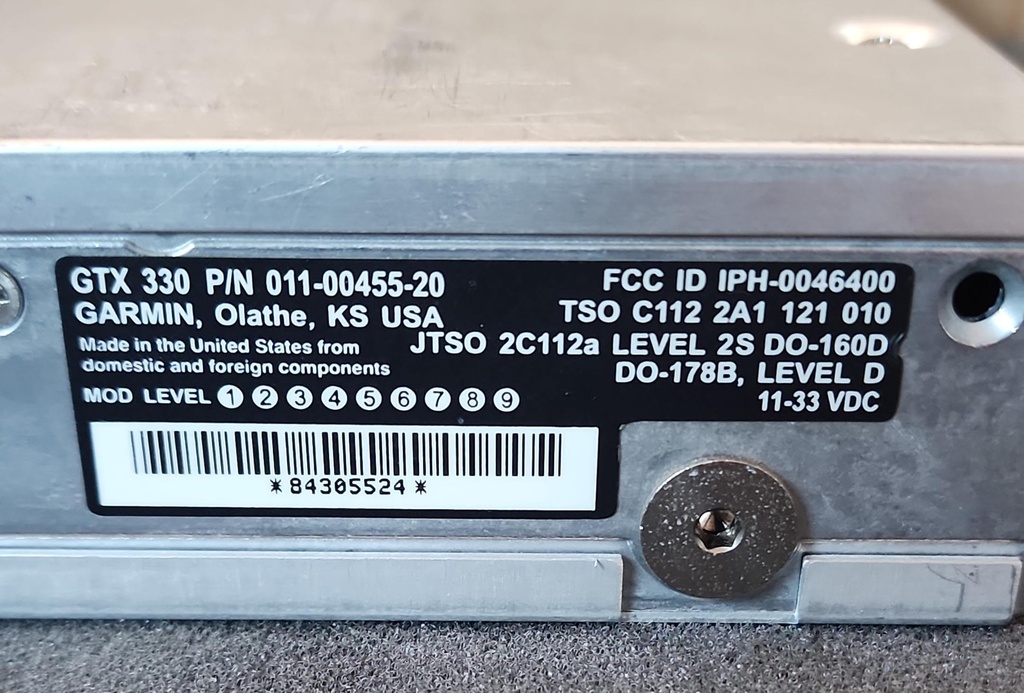 GTX 330 P/N 011-00455-20
GARMIN, Olathe, KS USA
Made in the United States from
domestic and foreign components
MOD LEVEL 1 2 3 4 5 6 7 8 9
FCC ID IPH-0046400
TSO C112 2A1 121 010
JTSO 2C112a LEVEL 2S DO-160D
DO-178B, LEVEL D
11-33 VDC
*84305524*